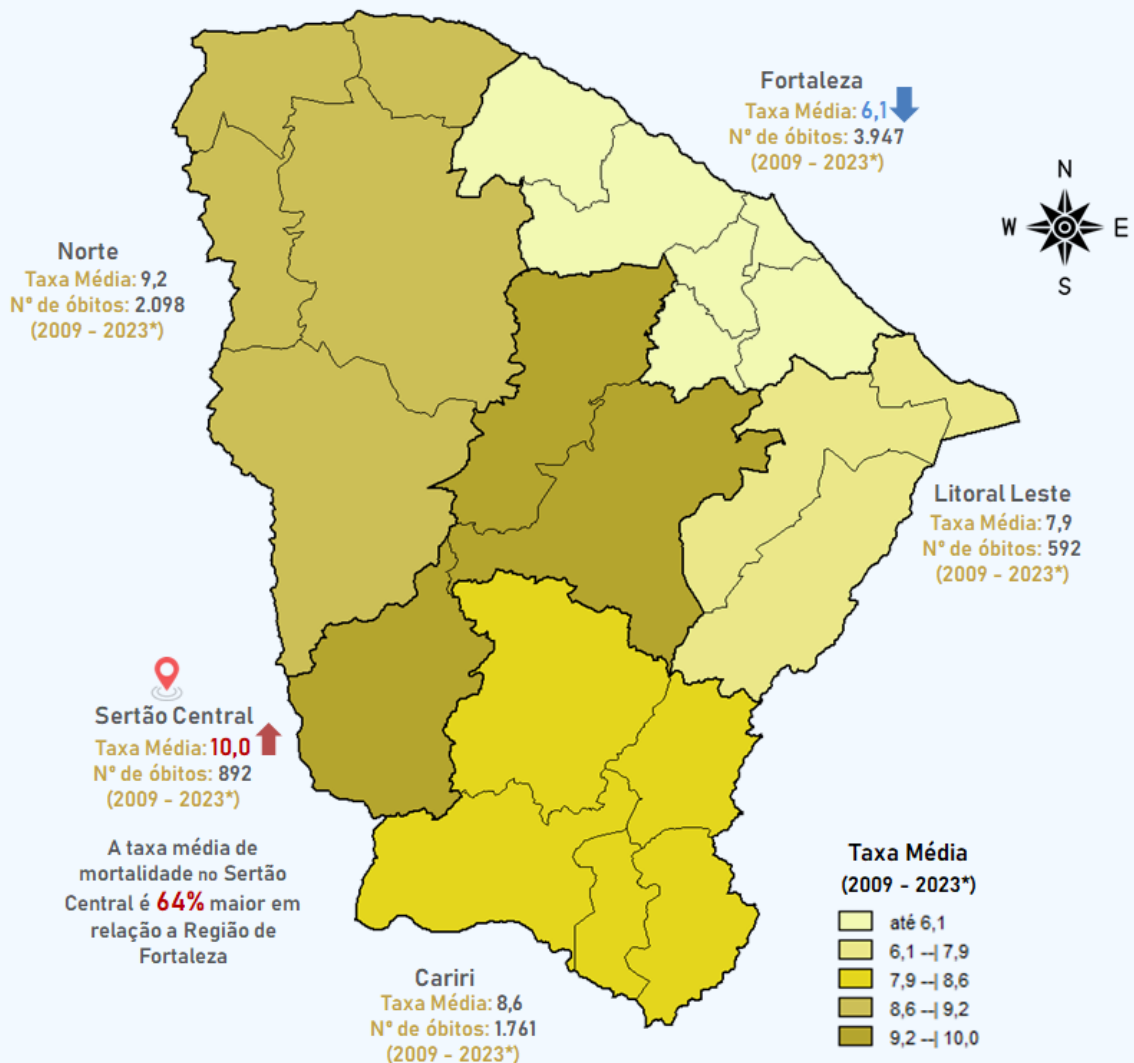 Fortaleza
Taxa Média: 6,1
Nº de óbitos: 3.947
(2009 - 2023*)
N
W E
S
Norte
Taxa Média: 9,2
Nº de óbitos: 2.098
(2009 - 2023*)
Litoral Leste
Taxa Média: 7,9
Nº de óbitos: 592
(2009 - 2023*)
Sertão Central
Taxa Média: 10,0
Nº de óbitos: 892
(2009 - 2023*)
A taxa média de
mortalidade no Sertão
Central é 64% maior em
relação a Região de
Fortaleza
Cariri
Taxa Média: 8,6
Nº de óbitos: 1.761
(2009 - 2023*)
Taxa Média
(2009 - 2023*)
até 6,1
6,1 --| 7,9
7,9 --| 8,6
8,6 --| 9,2
9,2 --| 10,0